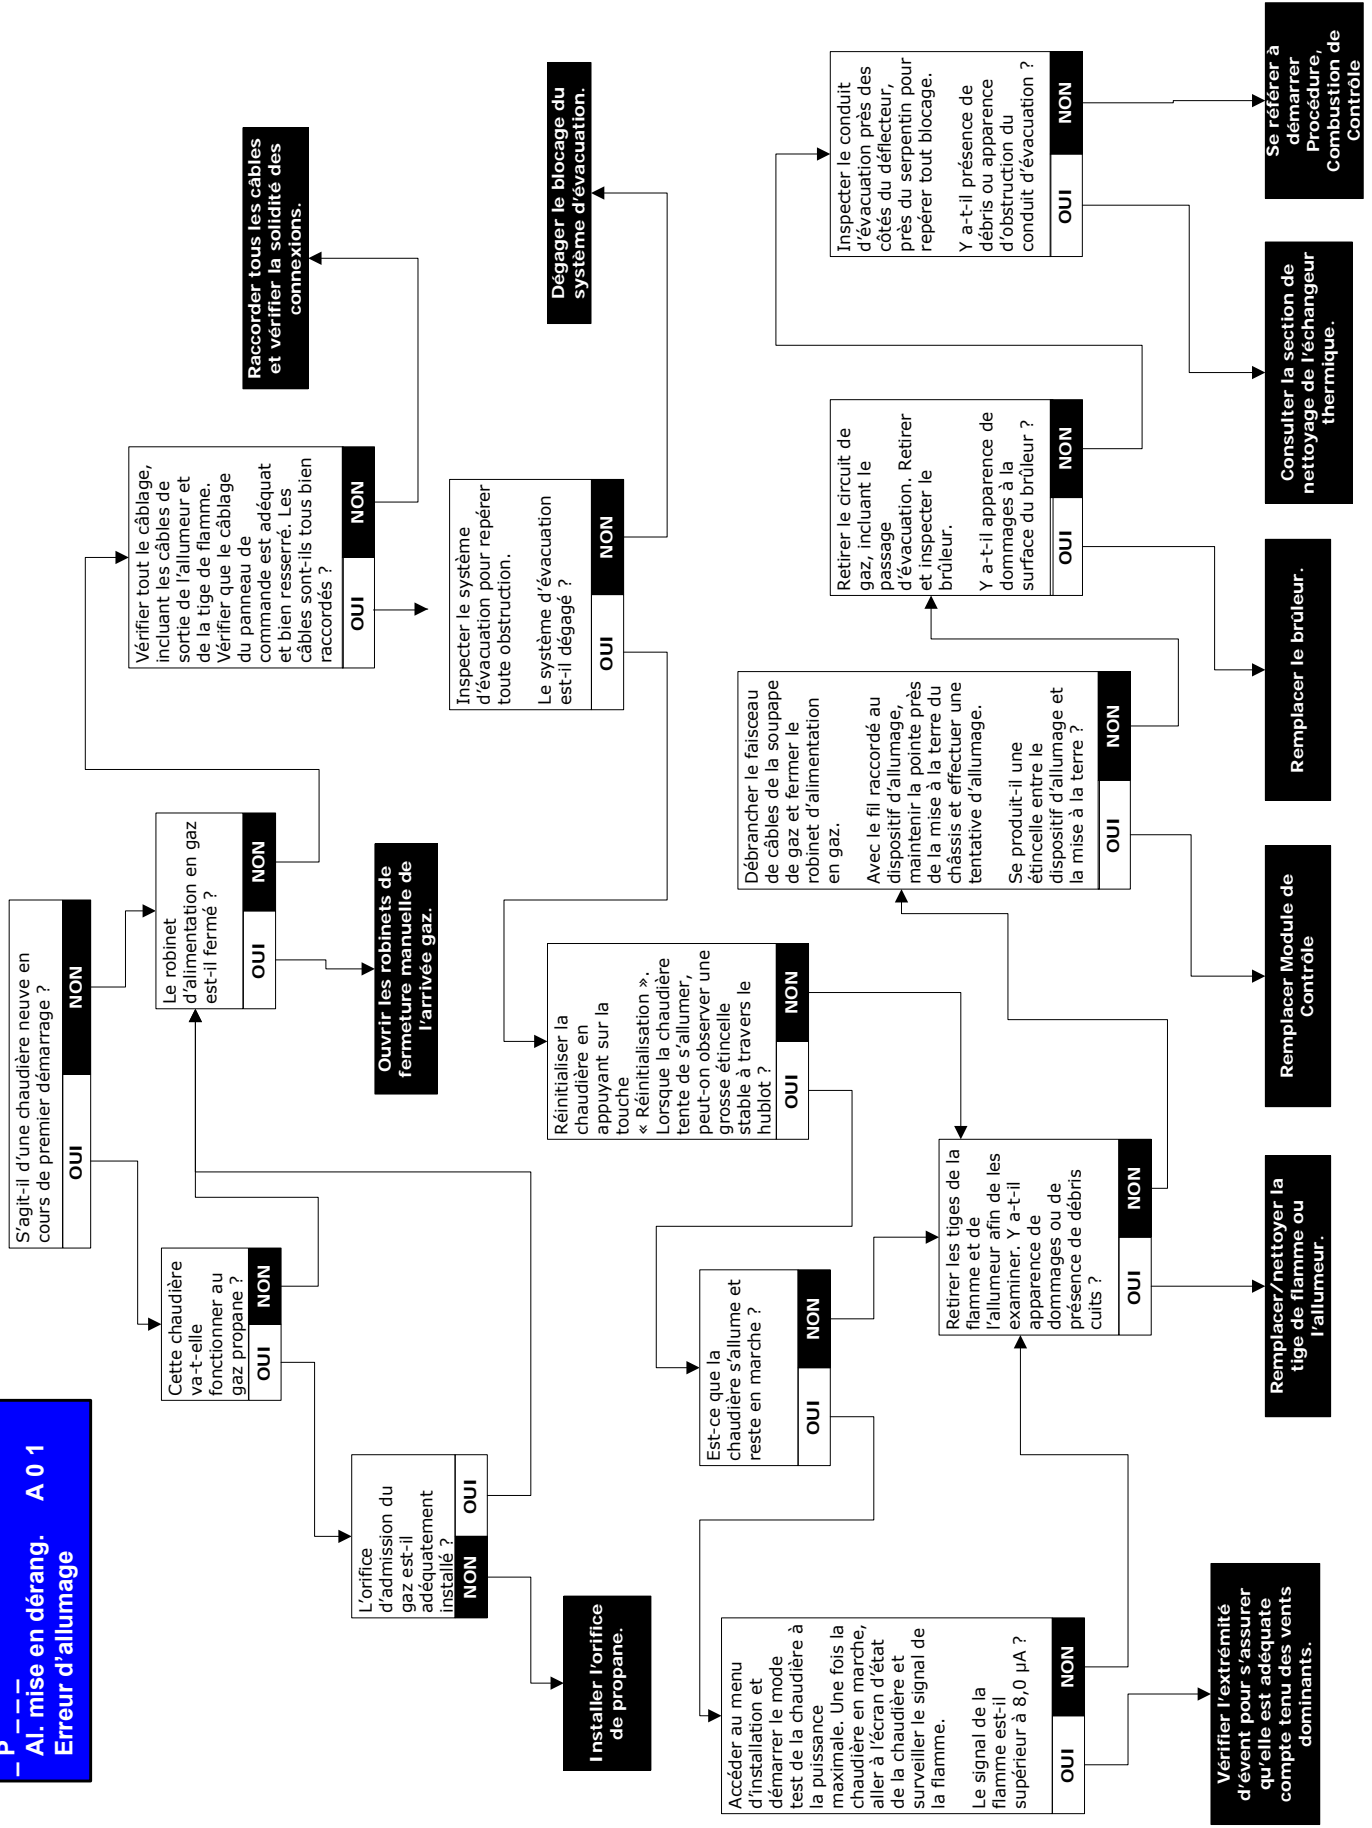 _ P _ _ _
Al. mise en dérang. A 0 1
Erreur d'allumage
S'agit-il d'une chaudière neuve en
cours de premier démarrage ?
OUI
NON
Cette chaudière
va-t-elle
fonctionner au
gaz propane ?
OUI
NON
Le robinet
d'alimentation en gaz
est-il fermé ?
OUI
NON
Vérifier tout le câblage,
incluant les câbles de
sortie de l'allumeur et
de la tige de flamme.
Vérifier que le câblage
du panneau de
commande est adéquat
et bien resserré. Les
câbles sont-ils tous bien
raccordés ?
OUI
NON
Raccorder tous les câbles
et vérifier la solidité des
connexions.
L'orifice
d'admission du
gaz est-il
adéquatement
installé ?
NON
OUI
Ouvrir les robinets de
fermeture manuelle de
l'arrivée gaz.
Inspecter le système
d'évacuation pour repérer
toute obstruction.
Le système d'évacuation
est-il dégagé ?
OUI
NON
Dégager le blocage du
système d'évacuation.
Installer l'orifice
de propane.
Réinitialiser la
chaudière en
appuyant sur la
touche
« Réinitialisation ».
Lorsque la chaudière
tente de s'allumer,
peut-on observer une
grosse étincelle
stable à travers le
hublot ?
OUI
NON
Est-ce que la
chaudière s'allume et
reste en marche ?
OUI
NON
Accéder au menu
d'installation et
démarrer le mode
test de la chaudière à
la puissance
maximale. Une fois la
chaudière en marche,
aller à l'écran d'état
de la chaudière et
surveiller le signal de
la flamme.
Le signal de la
flamme est-il
supérieur à 8,0 µA ?
OUI
NON
Retirer les tiges de la
flamme et de
l'allumeur afin de les
examiner. Y a-t-il
apparence de
dommages ou de
présence de débris
cuits ?
OUI
NON
Débrancher le faisceau
de câbles de la soupape
de gaz et fermer le
robinet d'alimentation
en gaz.
Avec le fil raccordé au
dispositif d'allumage,
maintenir la pointe près
de la mise à la terre du
châssis et effectuer une
tentative d'allumage.
Se produit-il une
étincelle entre le
dispositif d'allumage et
la mise à la terre ?
OUI
NON
Retirer le circuit de
gaz, incluant le
passage
d'évacuation. Retirer
et inspecter le
brûleur.
Y a-t-il apparence de
dommages à la
surface du brûleur ?
OUI
NON
Inspecter le conduit
d'évacuation près des
côtés du déflecteur,
près du serpentin pour
repérer tout blocage.
Y a-t-il présence de
débris ou apparence
d'obstruction du
conduit d'évacuation ?
OUI
NON
Vérifier l'extrémité
d'évent pour s'assurer
qu'elle est adéquate
compte tenu des vents
dominants.
Remplacer/nettoyer la
tige de flamme ou
l'allumeur.
Remplacer Module de
Contrôle
Remplacer le brûleur.
Consulter la section de
nettoyage de l'échangeur
thermique.
Se référer à
démarrer
Procédure,
Combustion de
Contrôle